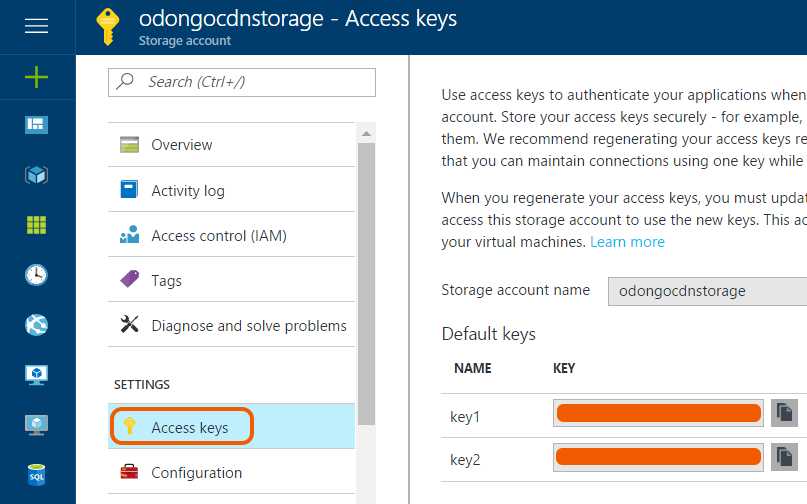 odongocdnstorage - Access keys
Storage account
Search (Ctrl+/)
Overview
Activity log
Access control (IAM)
Tags
Diagnose and solve problems
SETTINGS
Access keys
Configuration
SQL
Use access keys to authenticate your applications when
account. Store your access keys securely - for example,
them. We recommend regenerating your access keys re
that you can maintain connections using one key while
When you regenerate your access keys, you must updat
access this storage account to use the new keys. This ac
your virtual machines. Learn more
Storage account name odongocdnstorage
Default keys
NAME KEY
key1
key2